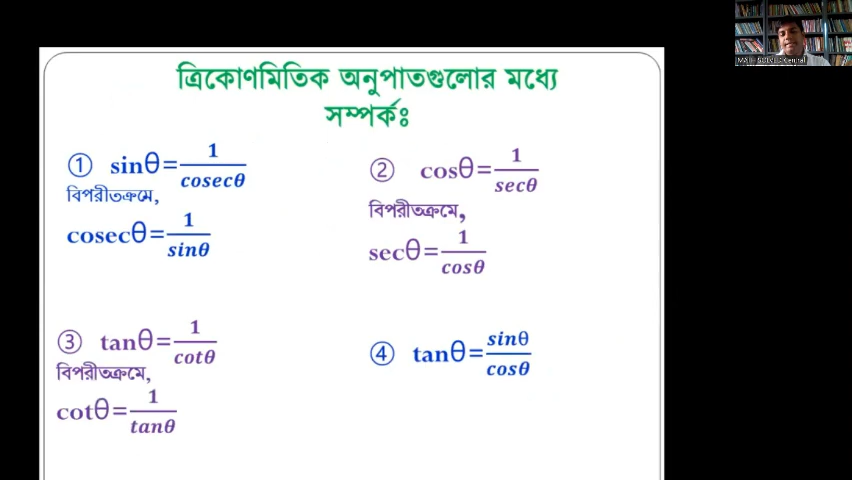 ত্রিকোণমিতিক অনুপাতগুলোর মধ্যে
সম্পর্কঃ
① sinθ=1/cosecθ
বিপরীতক্রমে,
cosecθ=1/sinθ
② cosθ=1/secθ
বিপরীতক্রমে,
secθ=1/cosθ
③ tanθ=1/cotθ
বিপরীতক্রমে,
cotθ=1/tanθ
④ tanθ=sinθ/cosθ